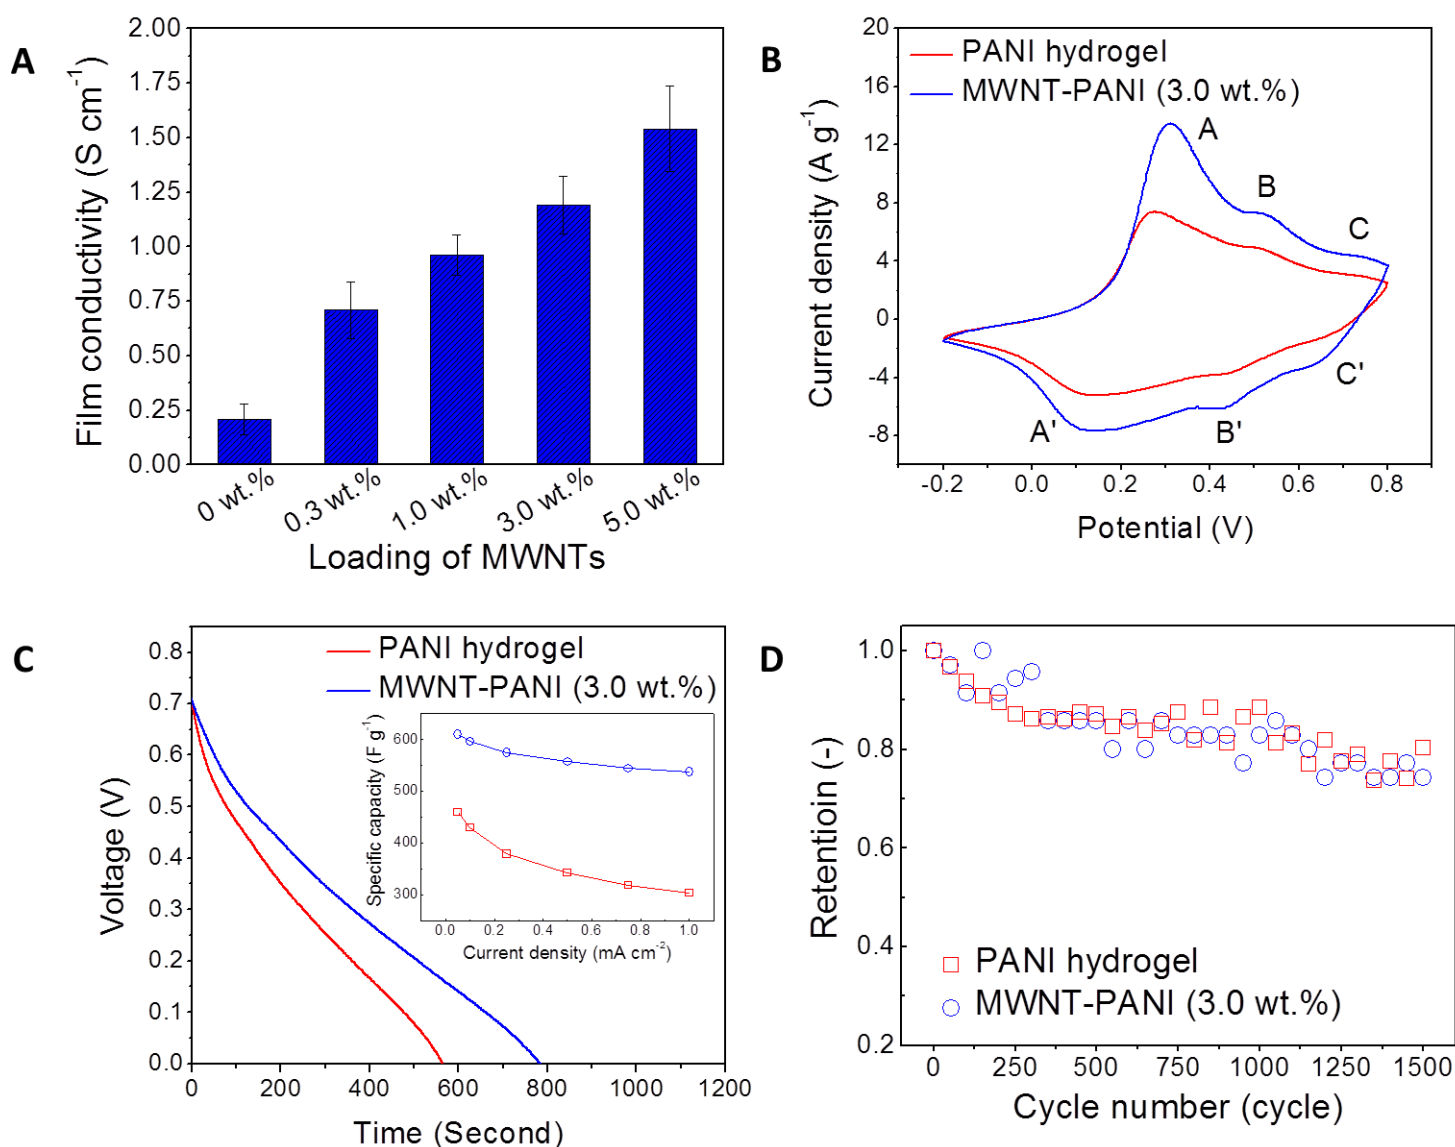 A
2.00
1.75
1.50
1.25
1.00
0.75
0.50
0.25
0.00
Film conductivity (S cm⁻¹)
0 wt.%
0.3 wt.%
1.0 wt.%
3.0 wt.%
5.0 wt.%
Loading of MWNTs
B
20
16
12
8
4
0
-4
-8
Current density (A g⁻¹)
PANI hydrogel
MWNT-PANI (3.0 wt.%)
A
B
C
A'
B'
C'
-0.2 0.0 0.2 0.4 0.6 0.8
Potential (V)
C
0.8
0.7
0.6
0.5
0.4
0.3
0.2
0.1
0.0
Voltage (V)
PANI hydrogel
MWNT-PANI (3.0 wt.%)
600
500
400
300
Specific capacity (F g⁻¹)
0.0 0.2 0.4 0.6 0.8 1.0
Current density (mA cm⁻²)
0 200 400 600 800 1000 1200
Time (Second)
D
1.0
0.8
0.6
0.4
0.2
Retentioin (-)
PANI hydrogel
MWNT-PANI (3.0 wt.%)
0 250 500 750 1000 1250 1500
Cycle number (cycle)